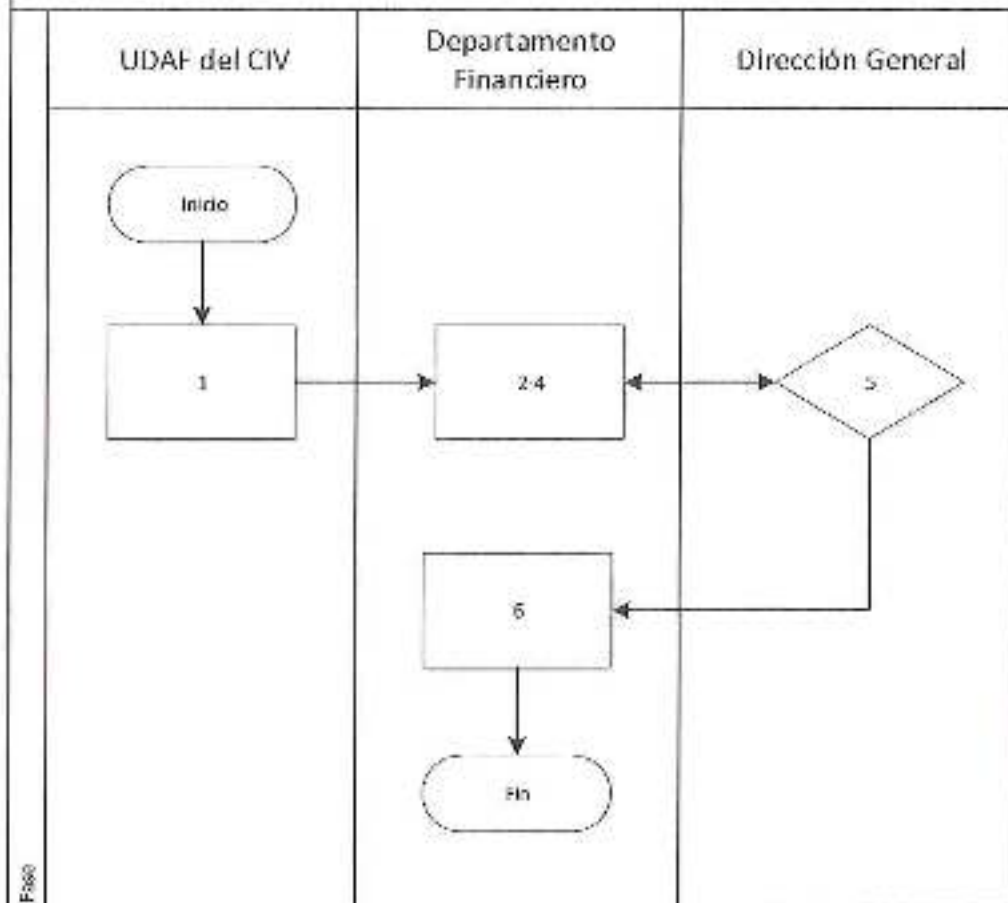 UDAF del CIV
Departamento
Financiero
Dirección General
Inicio
1
2-4
5
6
Fin
Fase